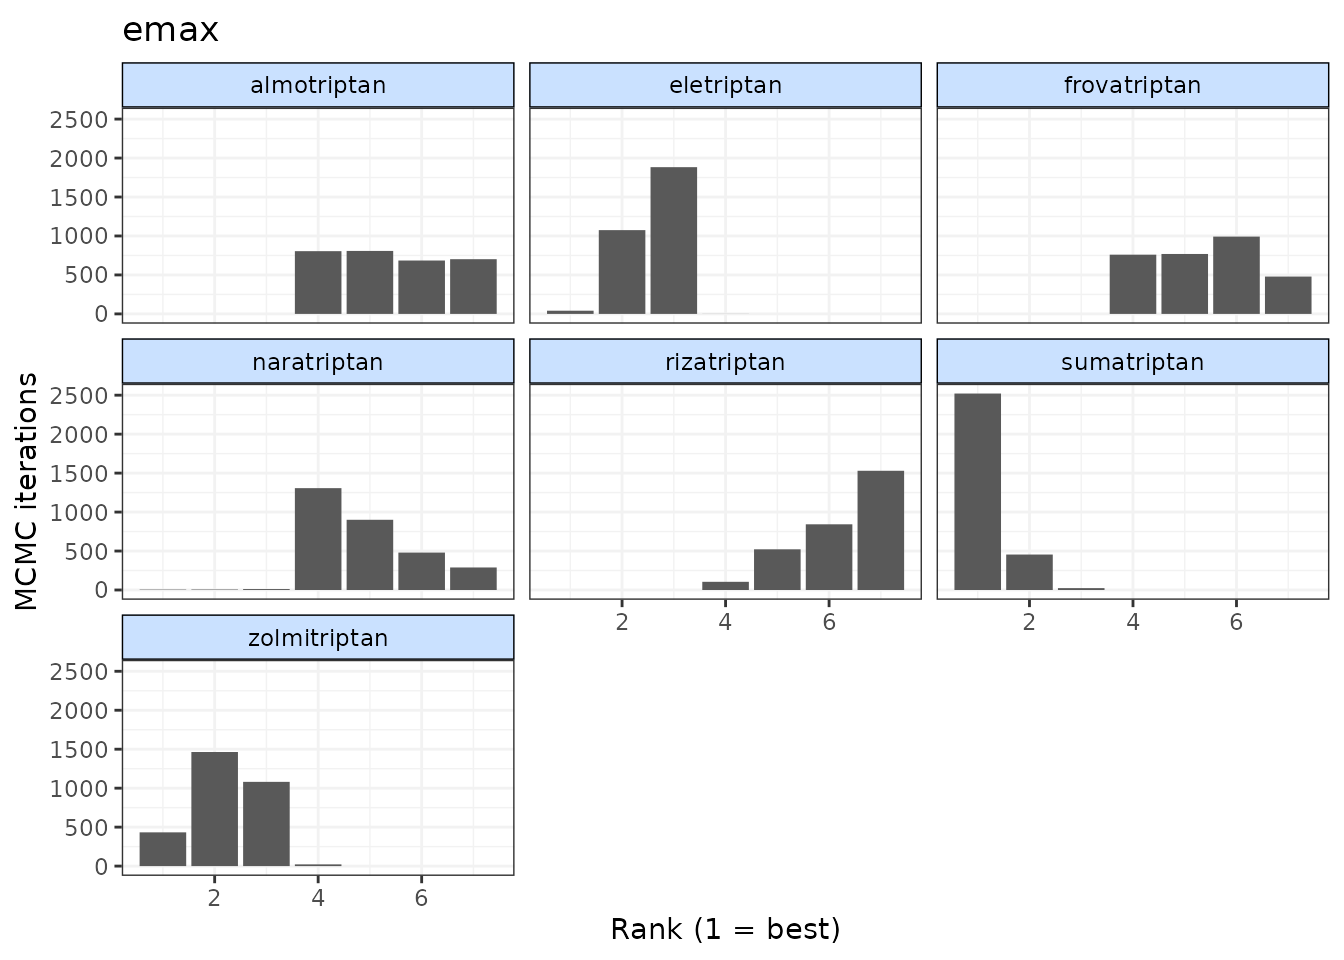 emax
almotriptan eletriptan frovatriptan
2500
2000
1500
1000
500
0
naratriptan rizatriptan sumatriptan
2500
2000
1500
1000
500
0
2 4 6 2 4 6
zolmitriptan
2500
2000
1500
1000
500
0
2 4 6
MCMC iterations
Rank (1 = best)